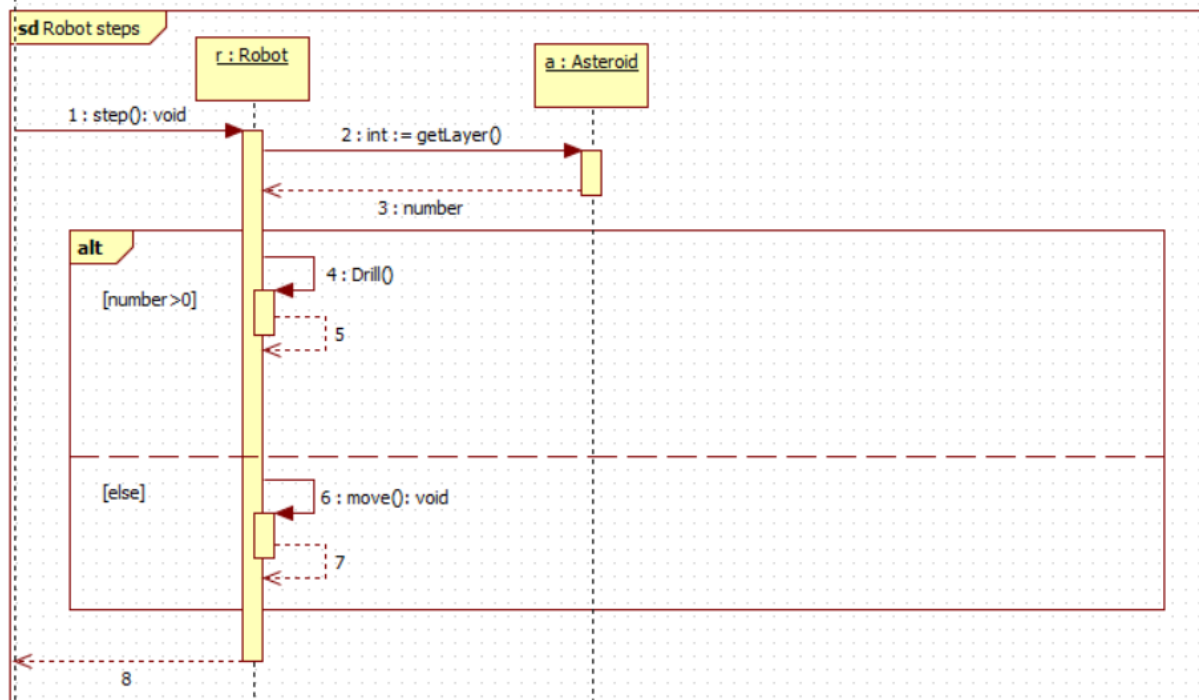 sd Robot steps
r : Robot
a : Asteroid
1 : step(): void
2 : int := getLayer()
3 : number
alt
4 : Drill()
[number>0]
5
[else]
6 : move(): void
7
8